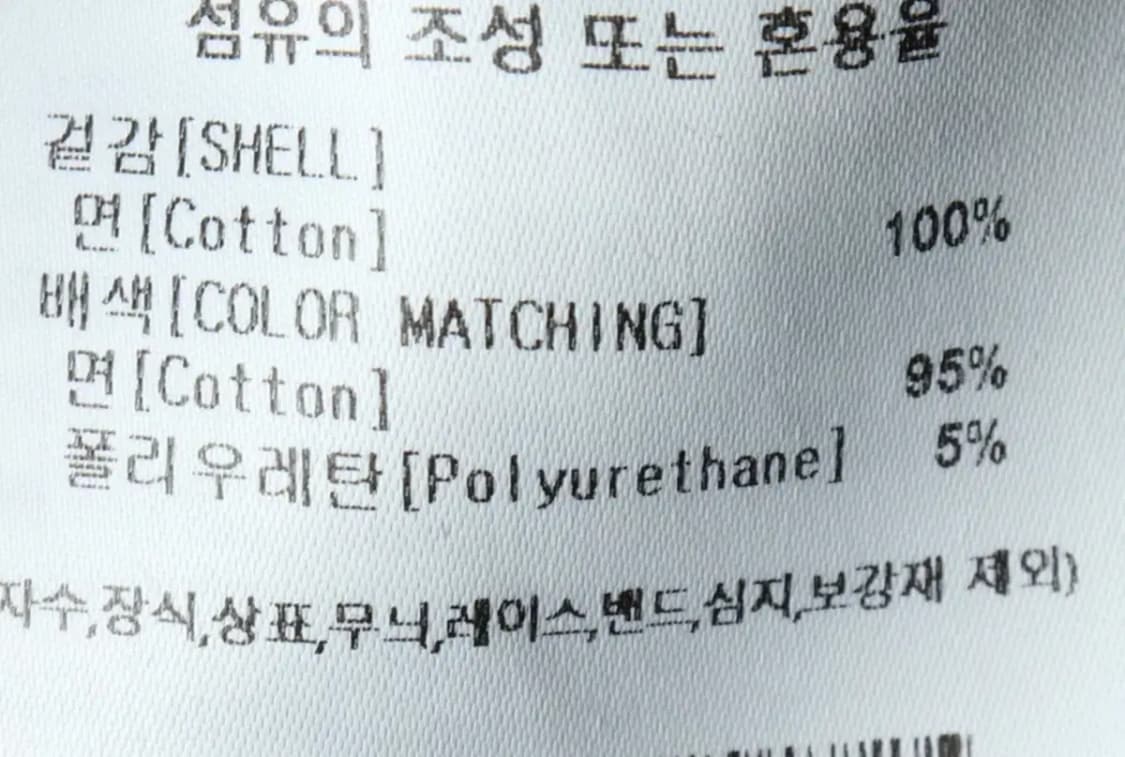 섬유의 조성 또는 혼용율
겉감[SHELL]
면[Cotton] 100%
배색[COLOR MATCHING]
면[Cotton] 95%
폴리우레탄[Polyurethane] 5%
자수,장식,상표,무늬,레이스,밴드,심지,보강재 제외)